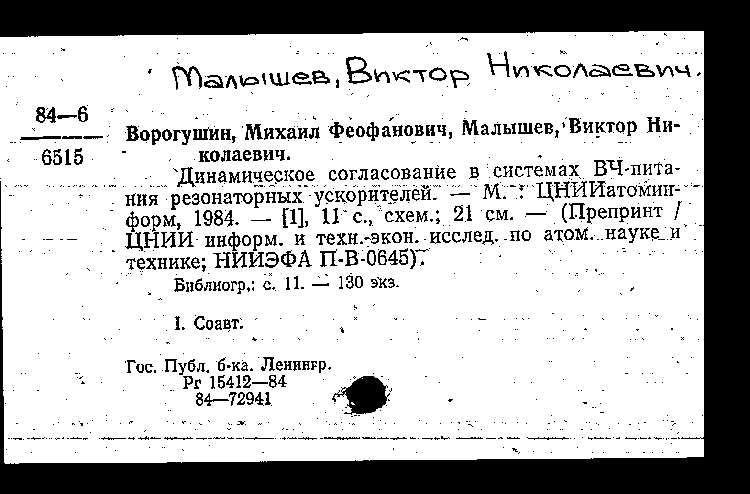 Малышев, Виктор Николаевич.
84—6
6515
Ворогушин, Михаил Феофанович, Малышев, Виктор Ни-
колаевич.
Динамическое согласование в системах ВЧ-пита-
ния резонаторных ускорителей. — М. : ЦНИИатомин-
форм, 1984. — [1], 11 с., схем.; 21 см. — (Препринт /
ЦНИИ информ. и техн.-экон. исслед. по атом. науке и
технике; НИИЭФА П-В-0645).
Библиогр.: с. 11. — 130 экз.
I. Соавт.
Гос. Публ. б-ка. Ленингр.
Рг 15412—84
84—72941